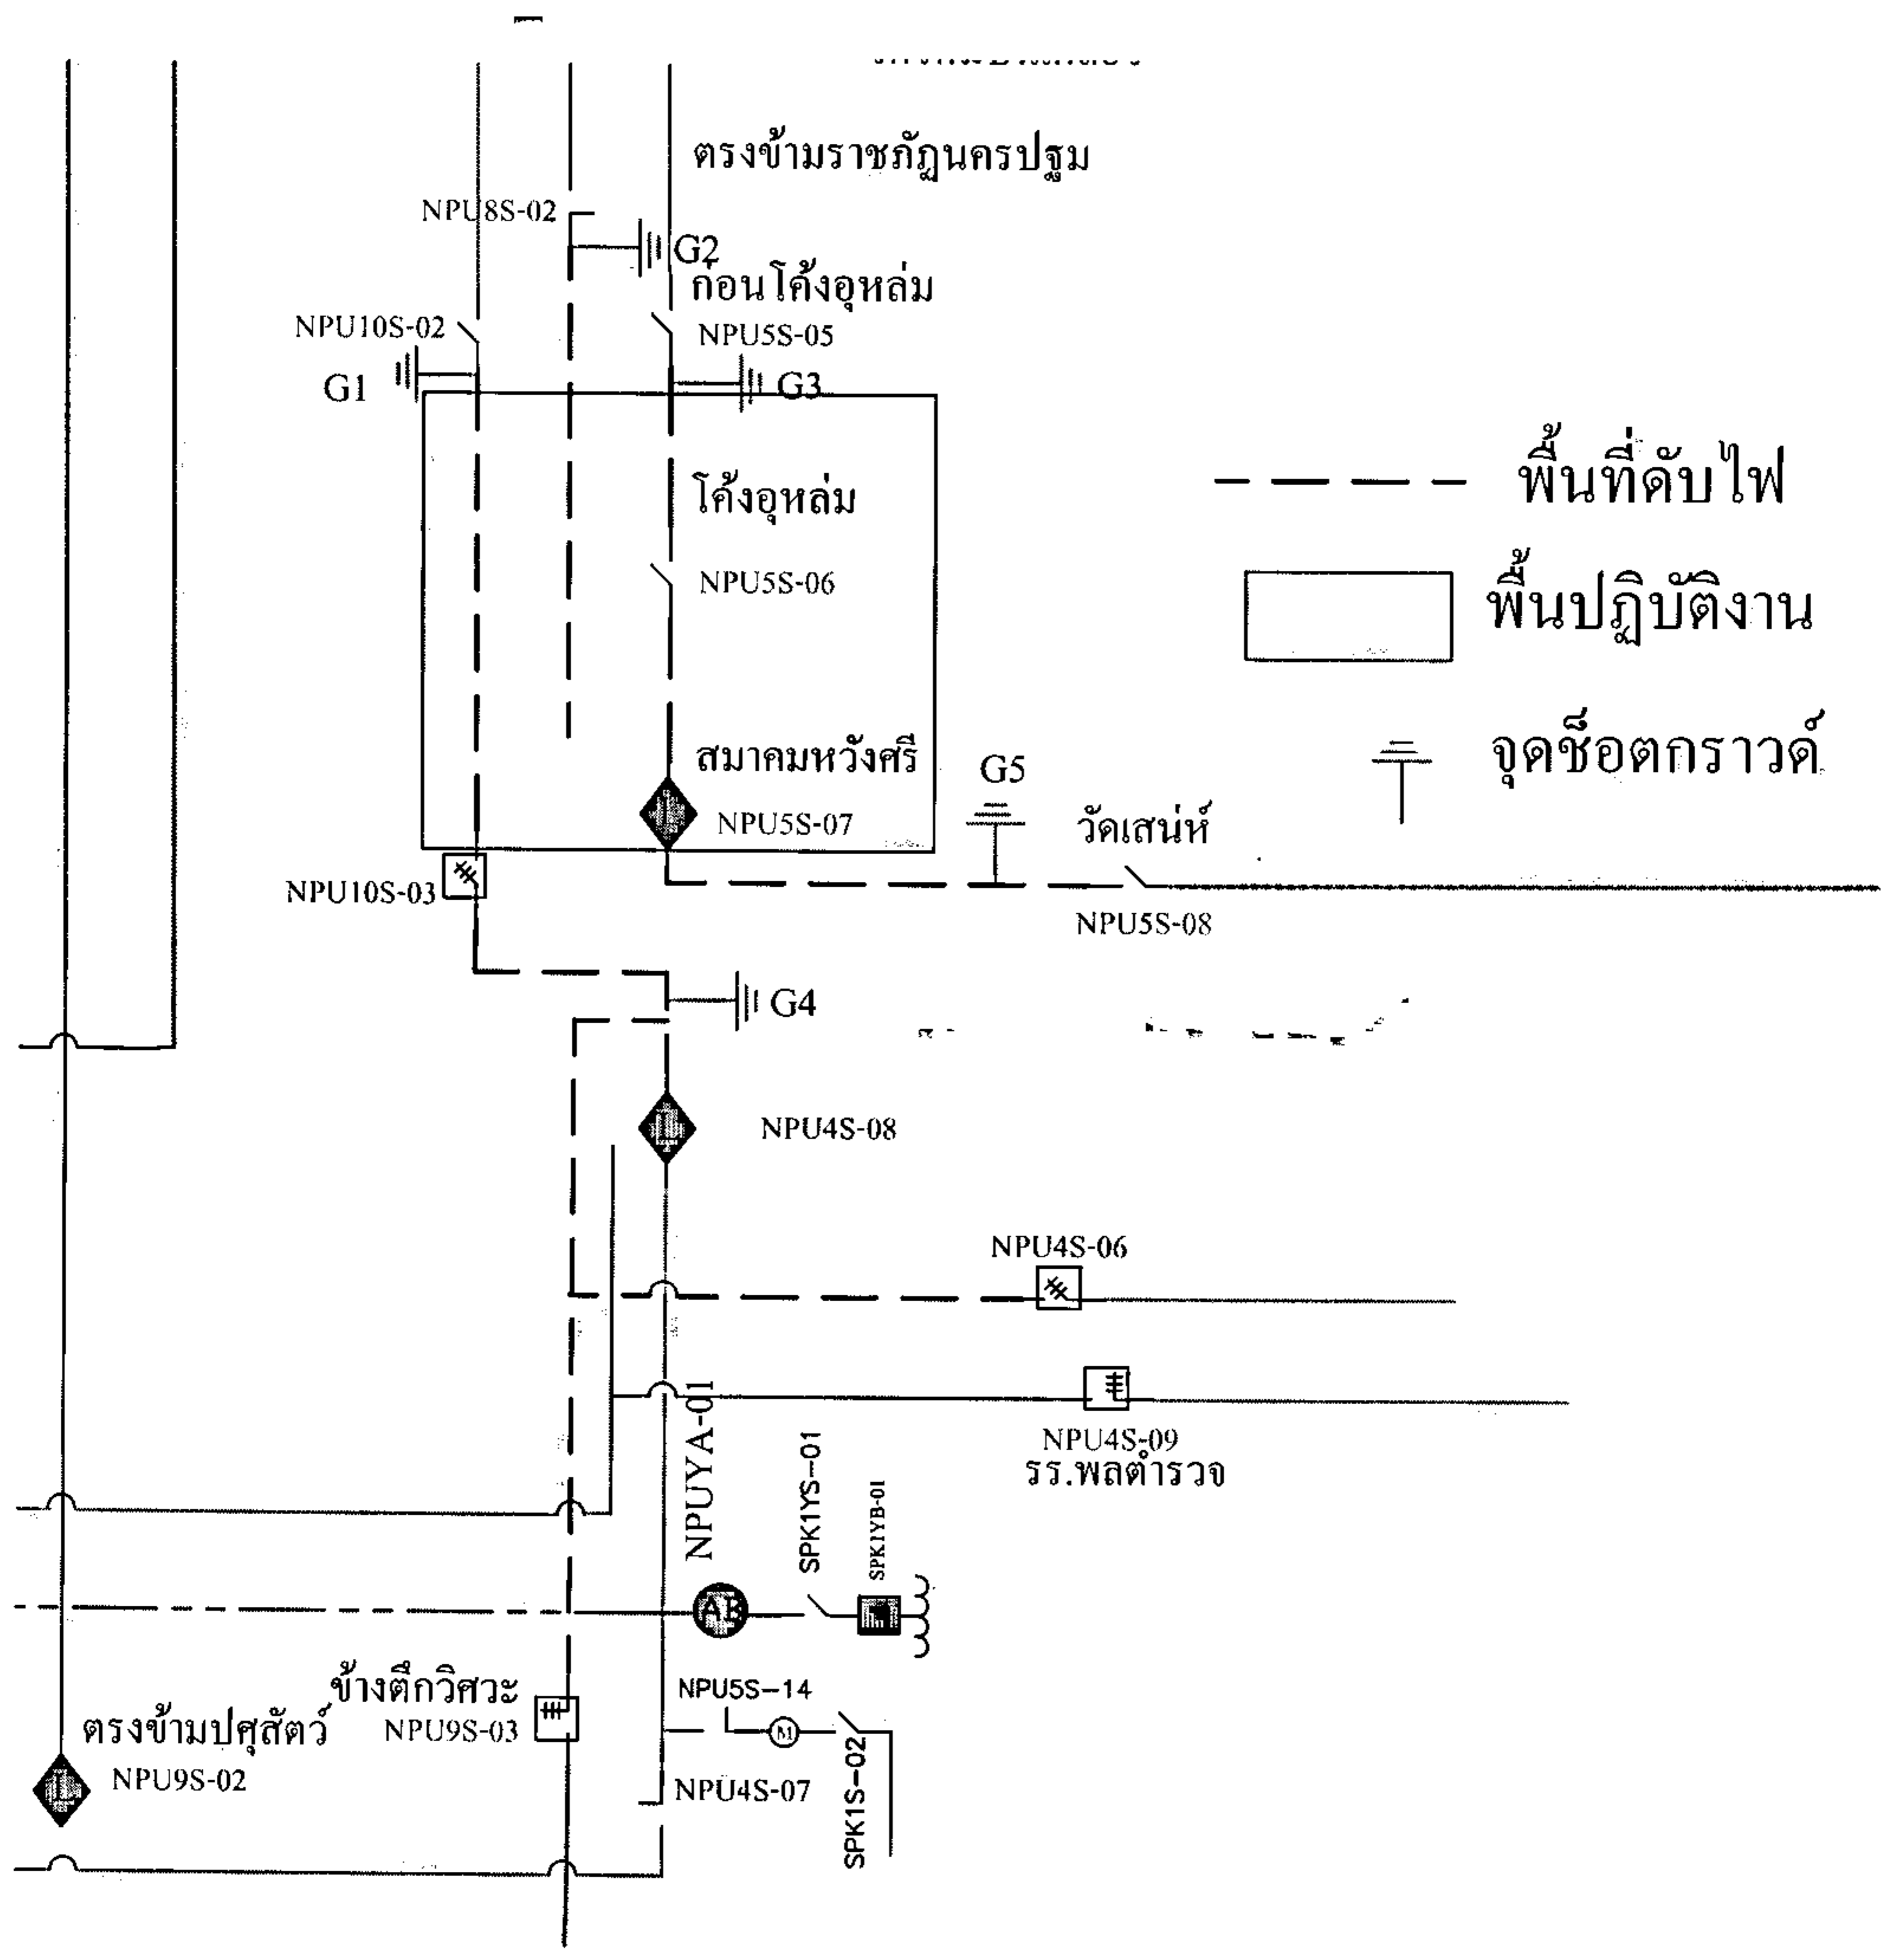 ตรงข้ามราชภัฏนครปฐม
NPU8S-02
G2
ก่อนโค้งอุหล่ม
NPU10S-02
NPU5S-05
G1
G3
โค้งอุหล่ม
NPU5S-06
สมาคมหวังศรี
NPU5S-07
G5
วัดเสน่ห์
NPU10S-03
NPU5S-08
พื้นที่ดับไฟ
พื้นปฏิบัติงาน
จุดช็อตกราวด์
G4
L
NPU4S-08
NPU4S-06
NPU4S-09
รร.พลตำรวจ
NPUYA-01
SPK1YS-01
SPK1YB-01
AB
ข้างตึกวิศวะ
NPU9S-03
ตรงข้ามปศุสัตว์
NPU9S-02
L
NPU5S-14
M
NPU4S-07
SPK1S-02